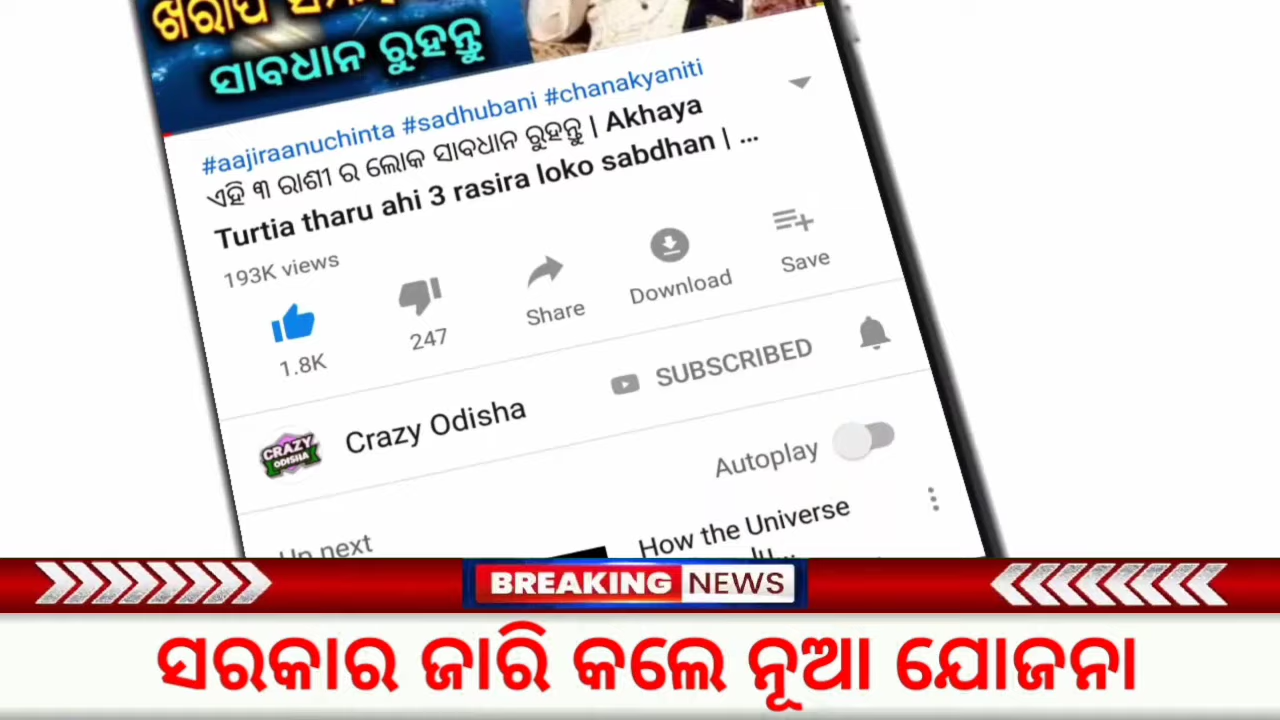 ଖରାପ
ସାବଧାନ ରୁହନ୍ତୁ
#aajiraanuchinta #sadhubani #chanakyaniti
ଏହି ୩ ରାଶୀ ର ଲୋକ ସାବଧାନ ରୁହନ୍ତୁ | Akhaya
Turtia tharu ahi 3 rasira loko sabdhan | ...
193K views
1.8K
247
Share
Download
Save
CRAZY
ODISHA
Crazy Odisha
SUBSCRIBED
Autoplay
Up next
How the Universe
BREAKING NEWS
ସରକାର ଜାରି କଲେ ନୂଆ ଯୋଜନା